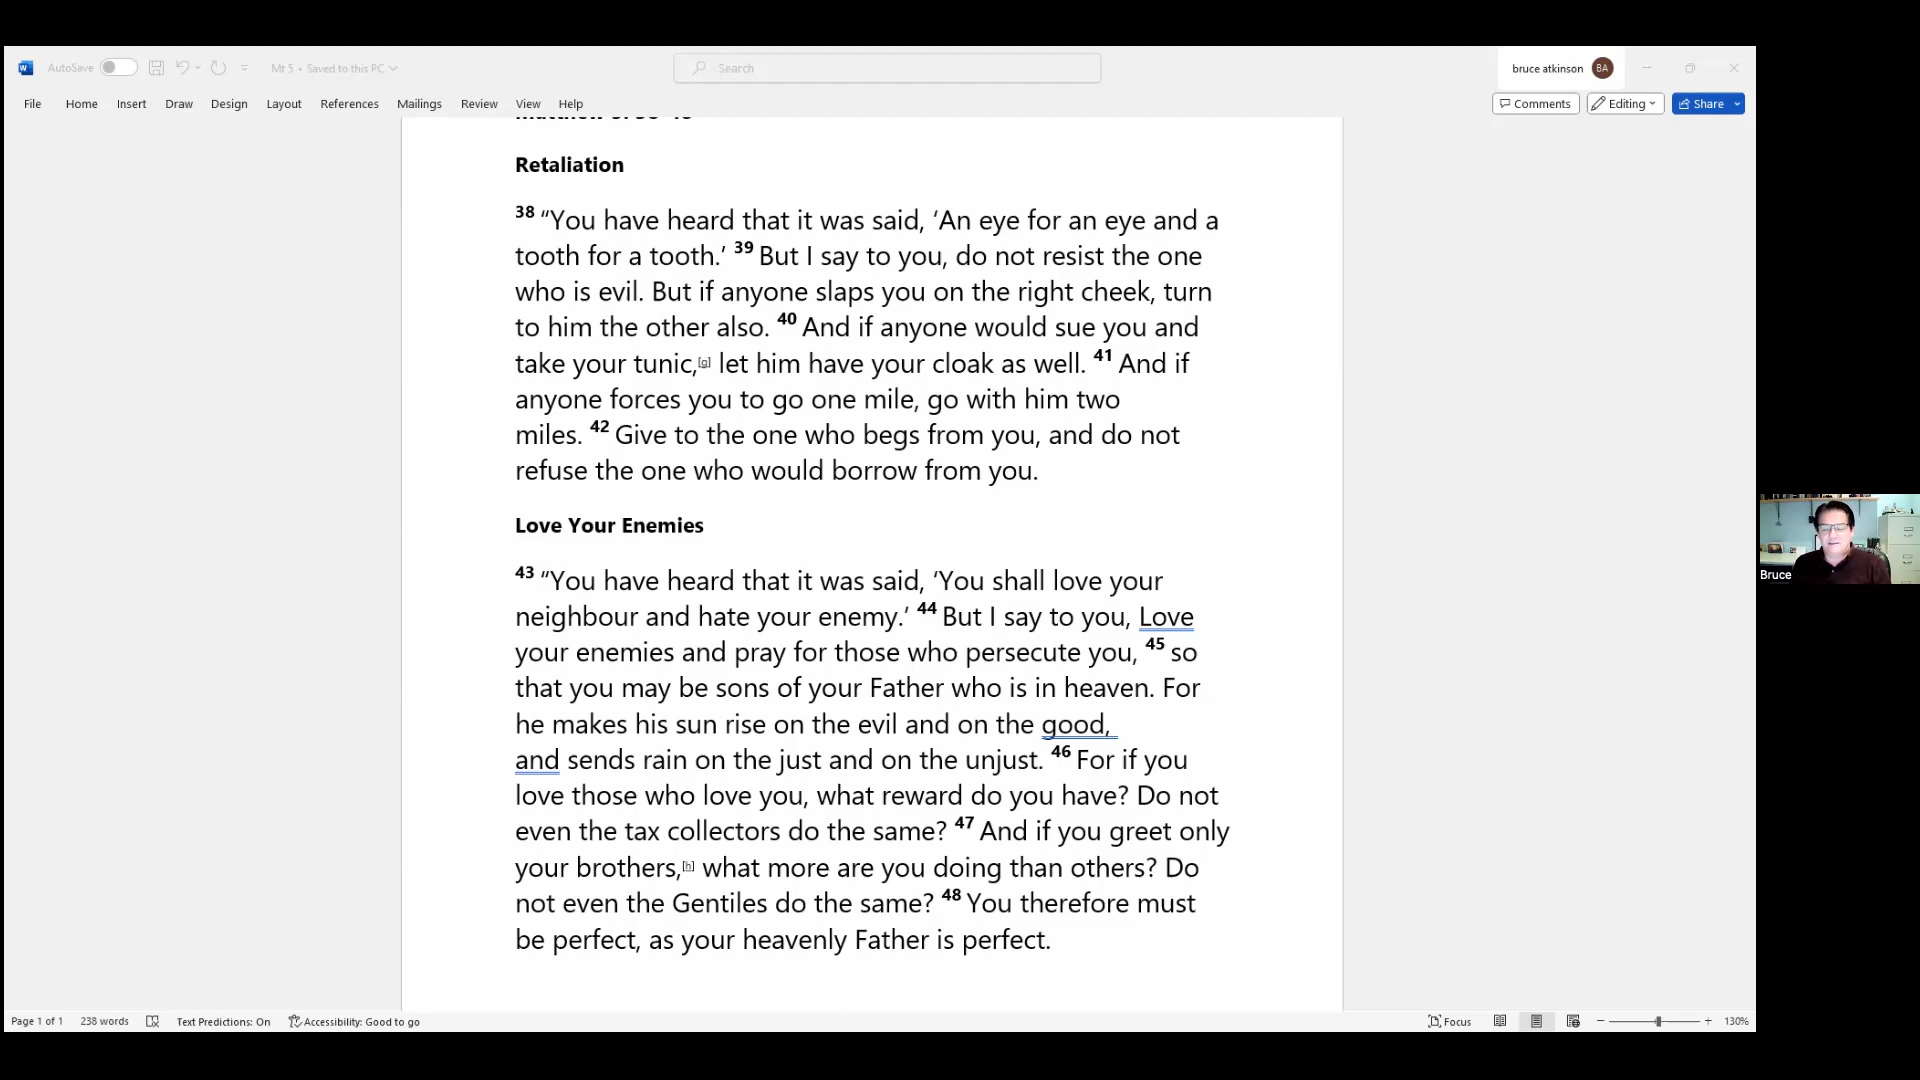 AutoSave
Mt 5 • Saved to this PC
Search
bruce atkinson BA
File Home Insert Draw Design Layout References Mailings Review View Help
Comments Editing Share
Retaliation
38 “You have heard that it was said, ‘An eye for an eye and a
tooth for a tooth.’ 39 But I say to you, do not resist the one
who is evil. But if anyone slaps you on the right cheek, turn
to him the other also. 40 And if anyone would sue you and
take your tunic,[g] let him have your cloak as well. 41 And if
anyone forces you to go one mile, go with him two
miles. 42 Give to the one who begs from you, and do not
refuse the one who would borrow from you.
Love Your Enemies
43 “You have heard that it was said, ‘You shall love your
neighbour and hate your enemy.’ 44 But I say to you, Love
your enemies and pray for those who persecute you, 45 so
that you may be sons of your Father who is in heaven. For
he makes his sun rise on the evil and on the good,
and sends rain on the just and on the unjust. 46 For if you
love those who love you, what reward do you have? Do not
even the tax collectors do the same? 47 And if you greet only
your brothers,[h] what more are you doing than others? Do
not even the Gentiles do the same? 48 You therefore must
be perfect, as your heavenly Father is perfect.
Bruce
Page 1 of 1 238 words Text Predictions: On Accessibility: Good to go
Focus 130%